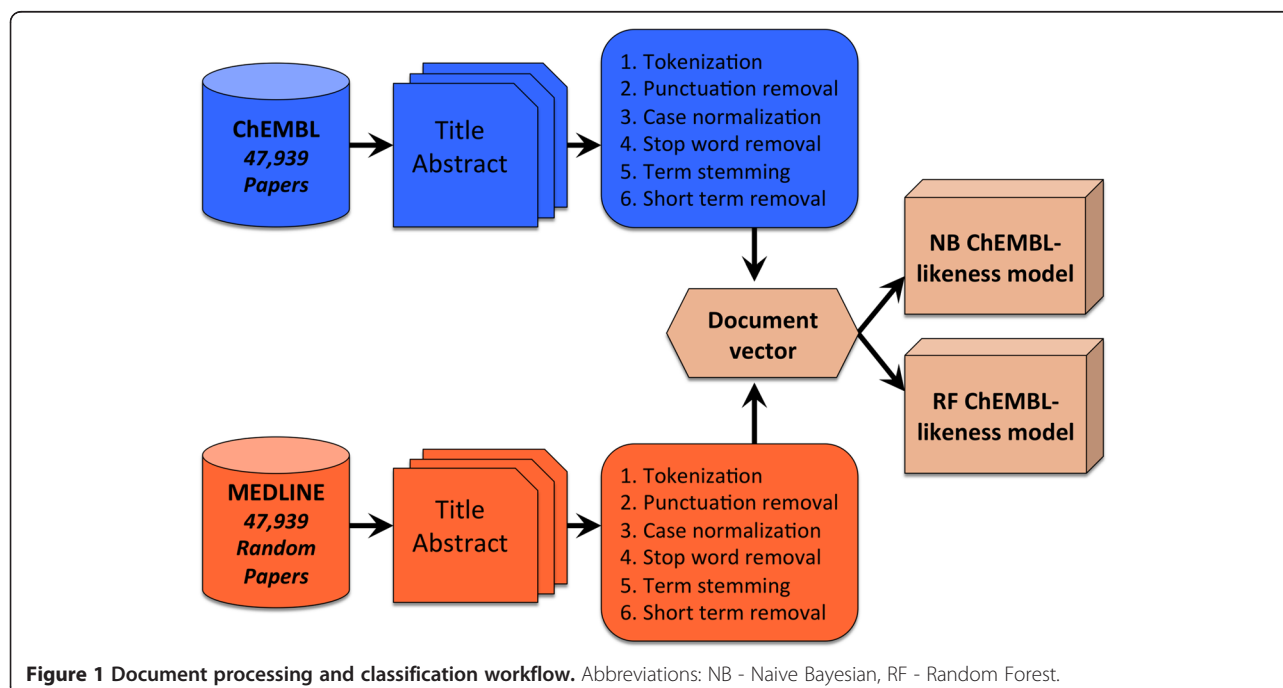 ChEMBL
47,939
Papers
Title
Abstract
1. Tokenization
2. Punctuation removal
3. Case normalization
4. Stop word removal
5. Term stemming
6. Short term removal
NB ChEMBL-
likeness model
Document
vector
RF ChEMBL-
likeness model
MEDLINE
47,939
Random
Papers
Title
Abstract
1. Tokenization
2. Punctuation removal
3. Case normalization
4. Stop word removal
5. Term stemming
6. Short term removal
Figure 1 Document processing and classification workflow. Abbreviations: NB - Naive Bayesian, RF - Random Forest.